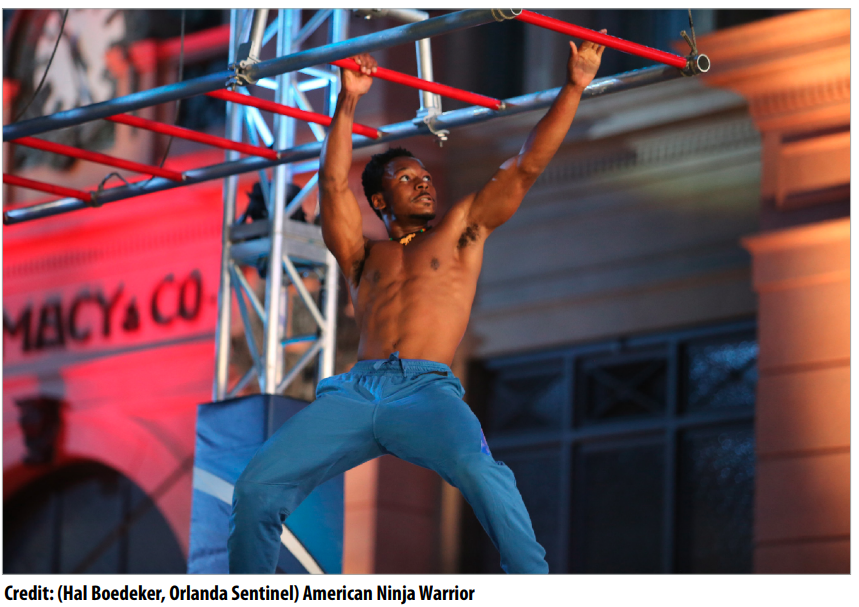 MACY & CO
Credit: (Hal Boedeker, Orlanda Sentinel) American Ninja Warrior